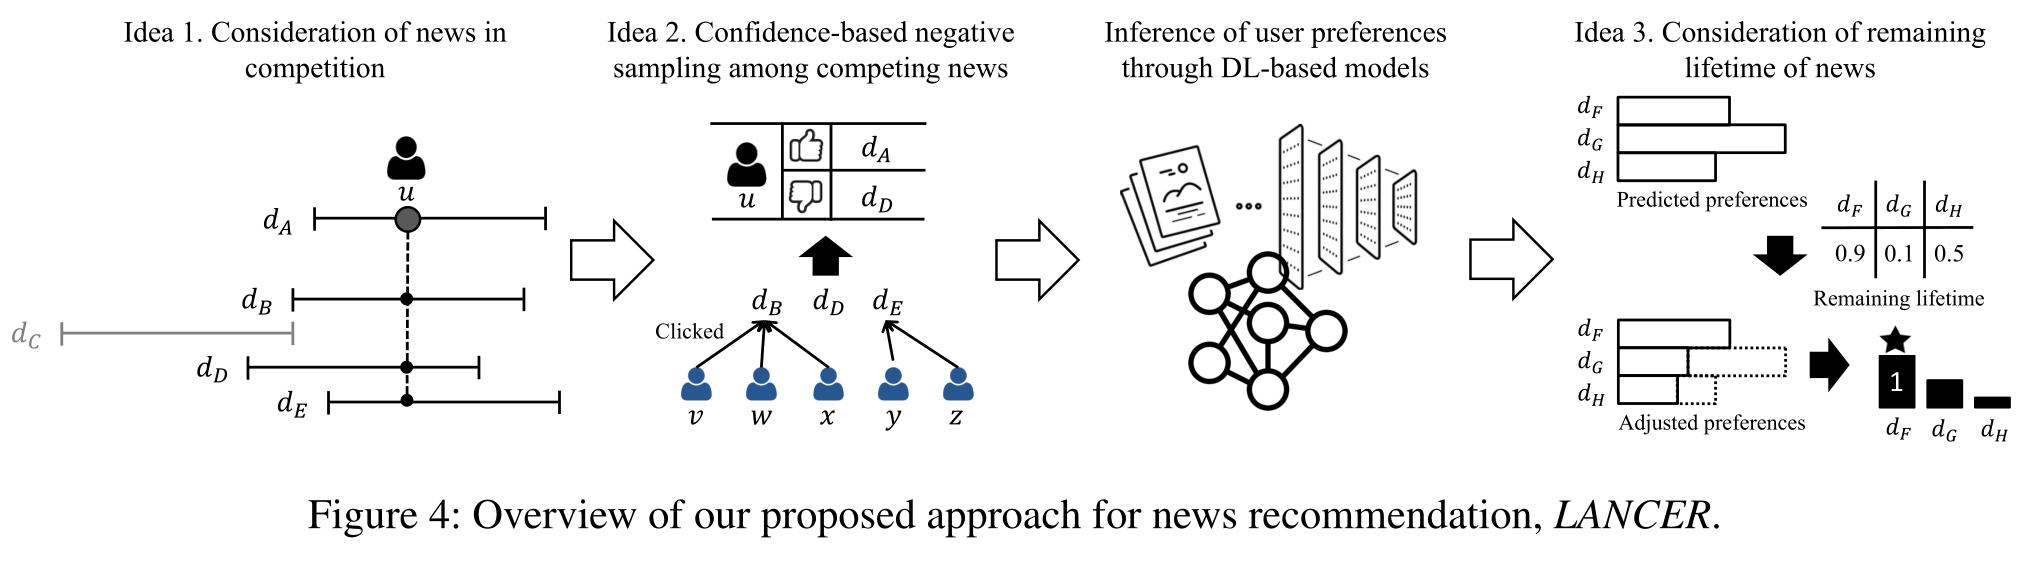 Idea 1. Consideration of news in
competition
u
d_A
d_B
d_C
d_D
d_E
Idea 2. Confidence-based negative
sampling among competing news
u
d_A
d_D
d_B d_D d_E
Clicked
v w x y z
Inference of user preferences
through DL-based models
...
Idea 3. Consideration of remaining
lifetime of news
d_F
d_G
d_H
Predicted preferences
d_F d_G d_H
0.9 0.1 0.5
Remaining lifetime
d_F
d_G
d_H
Adjusted preferences
1
d_F d_G d_H
Figure 4: Overview of our proposed approach for news recommendation, LANCER.